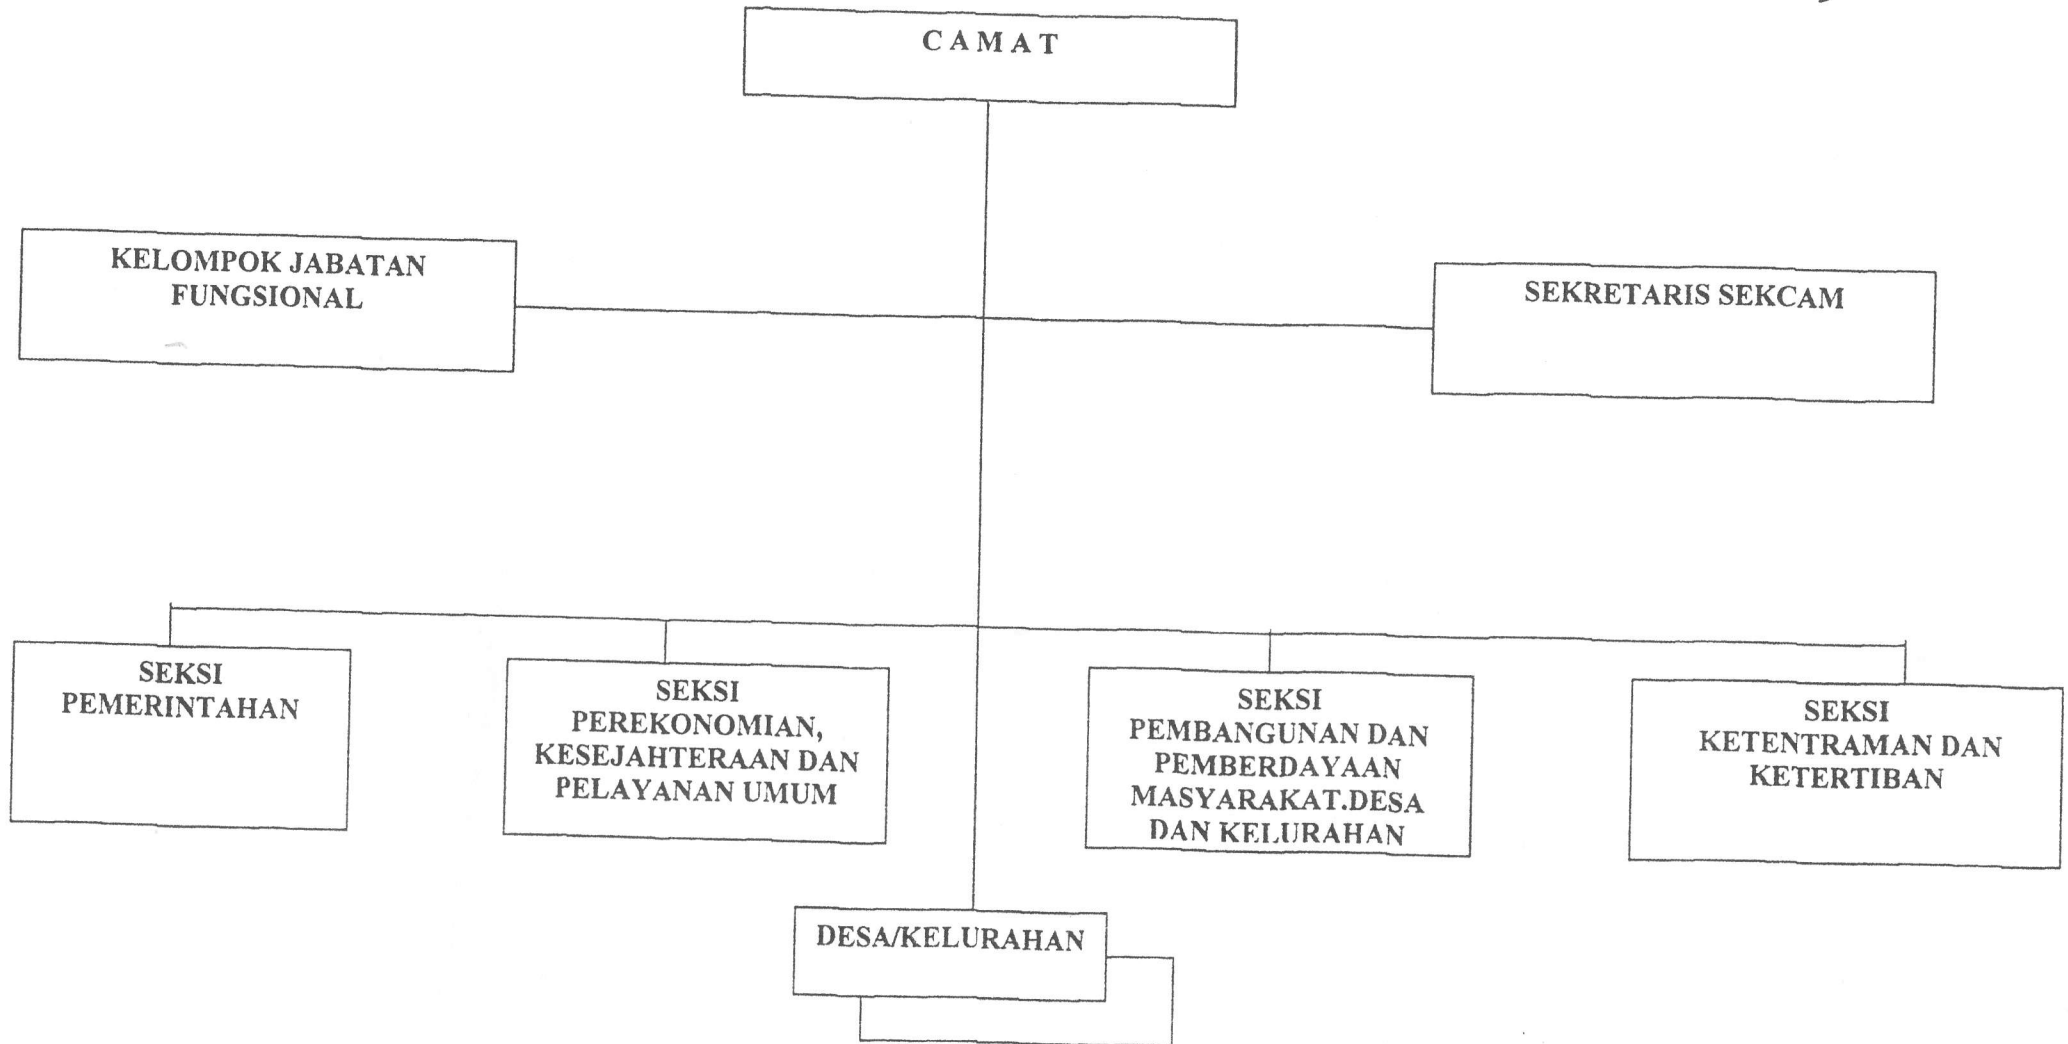 C A M A T
KELOMPOK JABATAN
FUNGSIONAL
SEKRETARIS SEKCAM
SEKSI
PEMERINTAHAN
SEKSI
PEREKONOMIAN,
KESEJAHTERAAN DAN
PELAYANAN UMUM
SEKSI
PEMBANGUNAN DAN
PEMBERDAYAAN
MASYARAKAT.DESA
DAN KELURAHAN
SEKSI
KETENTRAMAN DAN
KETERTIBAN
DESA/KELURAHAN